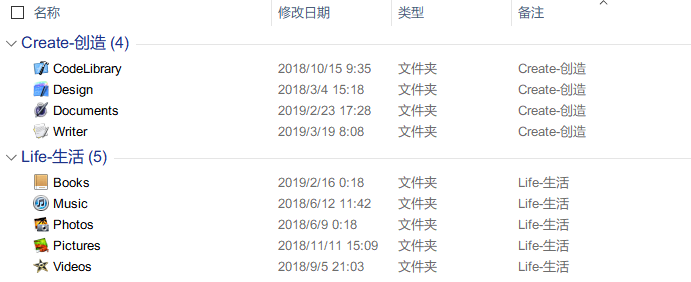 名称 修改日期 类型 备注
Create-创造 (4)
CodeLibrary 2018/10/15 9:35 文件夹 Create-创造
Design 2018/3/4 15:18 文件夹 Create-创造
Documents 2019/2/23 17:28 文件夹 Create-创造
Writer 2019/3/19 8:08 文件夹 Create-创造
Life-生活 (5)
Books 2019/2/16 0:18 文件夹 Life-生活
Music 2018/6/12 11:42 文件夹 Life-生活
Photos 2018/6/9 0:18 文件夹 Life-生活
Pictures 2018/11/11 15:09 文件夹 Life-生活
Videos 2018/9/5 21:03 文件夹 Life-生活